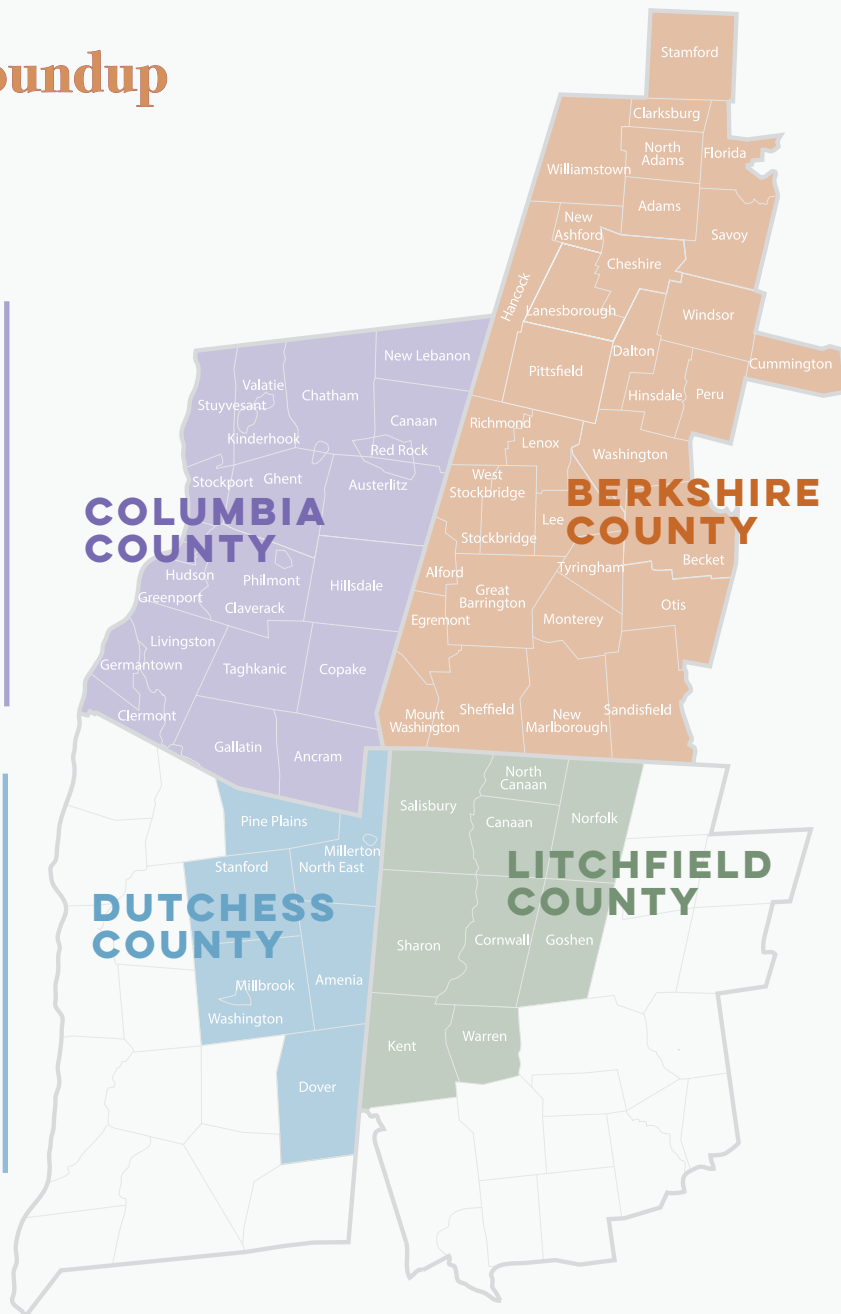 oundup
Stamford
Clarksburg
North
Adams
Florida
Williamstown
Adams
New
Ashford
Savoy
Cheshire
Hancock
Lanesborough
Windsor
New Lebanon
Dalton
Cummington
Pittsfield
Valatie
Chatham
Hinsdale
Peru
Stuyvesant
Canaan
Richmond
Kinderhook
Red Rock
Lenox
Washington
Stockport
Ghent
Austerlitz
West
Stockbridge
COLUMBIA
COUNTY
BERKSHIRE
COUNTY
Lee
Stockbridge
Becket
Hudson
Philmont
Hillsdale
Alford
Tyringham
Greenport
Claverack
Great
Barrington
Otis
Egremont
Monterey
Livingston
Germantown
Taghkanic
Copake
Clermont
Mount
Washington
Sheffield
New
Marlborough
Sandisfield
Gallatin
Ancram
North
Canaan
Salisbury
Pine Plains
Canaan
Norfolk
Millerton
Stanford
North East
LITCHFIELD
COUNTY
DUTCHESS
COUNTY
Sharon
Cornwall
Goshen
Millbrook
Amenia
Washington
Kent
Warren
Dover